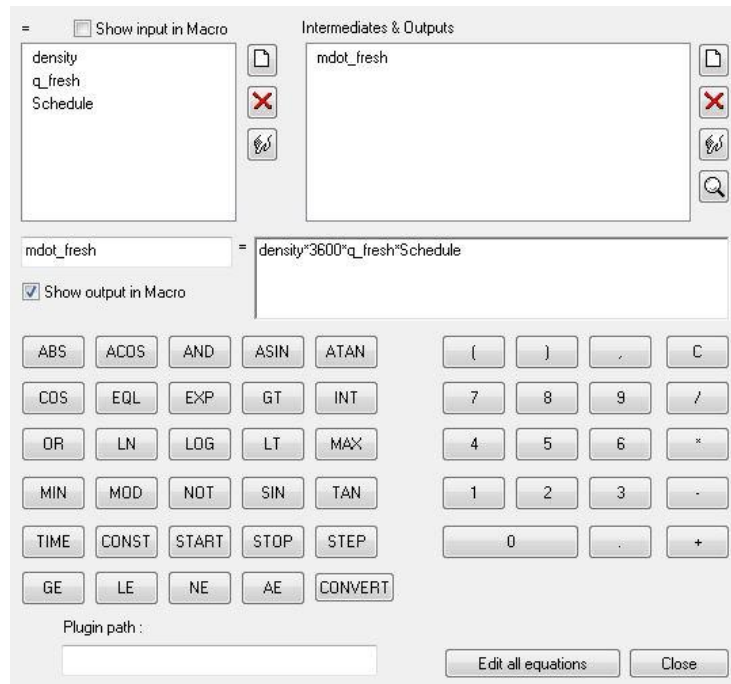 = Show input in Macro Intermediates & Outputs
density
q_fresh
Schedule
mdot_fresh
mdot_fresh = density*3600*q_fresh*Schedule
Show output in Macro
ABS ACOS AND ASIN ATAN ( ) , C
COS EQL EXP GT INT 7 8 9 /
OR LN LOG LT MAX 4 5 6 *
MIN MOD NOT SIN TAN 1 2 3 -
TIME CONST START STOP STEP 0 . +
GE LE NE AE CONVERT
Plugin path :
Edit all equations Close